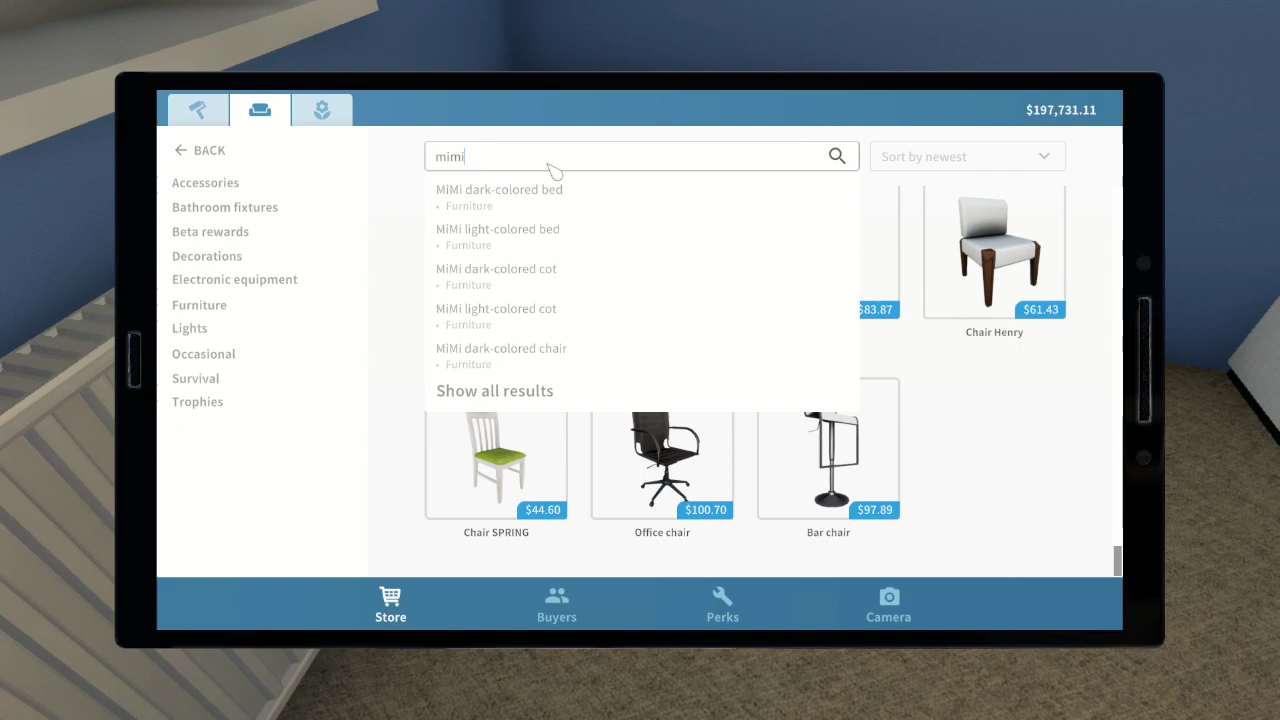 $197,731.11
BACK
mimi
Sort by newest
Accessories
Bathroom fixtures
Beta rewards
Decorations
Electronic equipment
Furniture
Lights
Occasional
Survival
Trophies
MiMi dark-colored bed
• Furniture
MiMi light-colored bed
• Furniture
MiMi dark-colored cot
• Furniture
MiMi light-colored cot
• Furniture
MiMi dark-colored chair
• Furniture
Show all results
$83.87
$61.43
Chair Henry
$44.60
$100.70
$97.89
Chair SPRING
Office chair
Bar chair
Store
Buyers
Perks
Camera